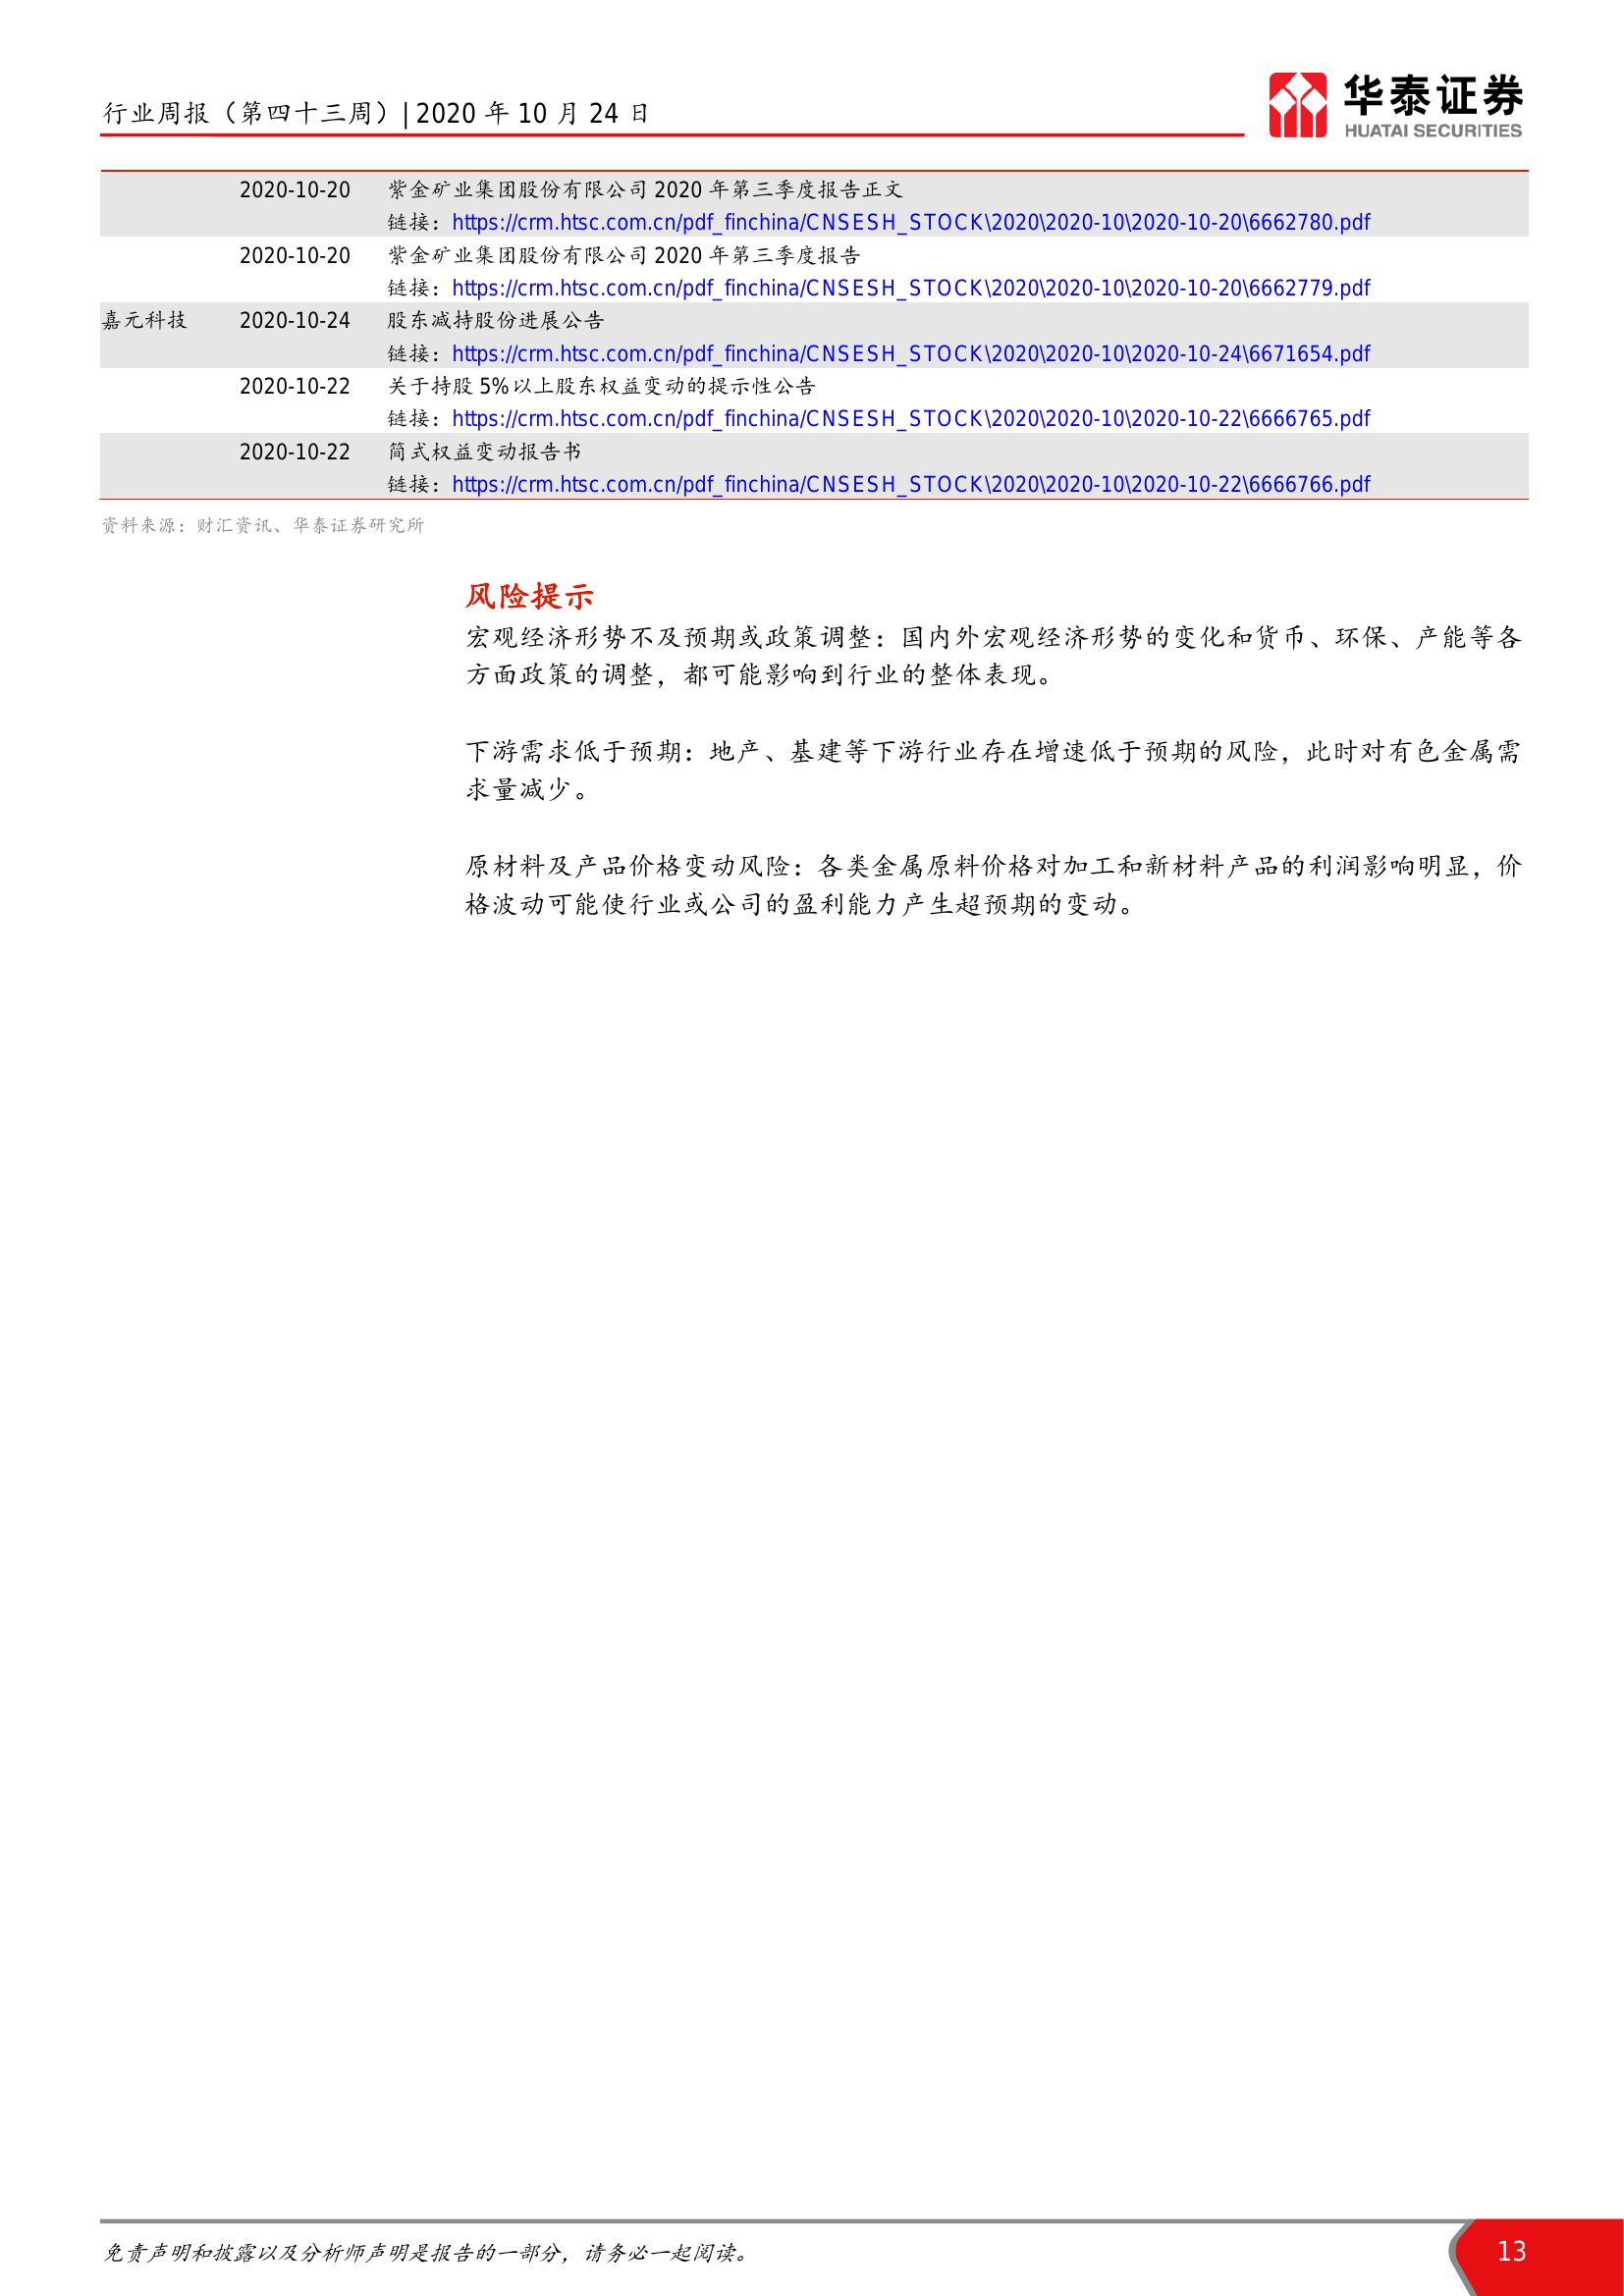 行业周报（第四十三周）| 2020 年 10 月 24 日
华泰证券
HUATAI SECURITIES
2020-10-20 紫金矿业集团股份有限公司 2020 年第三季度报告正文
链接：https://crm.htsc.com.cn/pdf_finchina/CNSESH_STOCK\2020\2020-10\2020-10-20\6662780.pdf
2020-10-20 紫金矿业集团股份有限公司 2020 年第三季度报告
链接：https://crm.htsc.com.cn/pdf_finchina/CNSESH_STOCK\2020\2020-10\2020-10-20\6662779.pdf
嘉元科技 2020-10-24 股东减持股份进展公告
链接：https://crm.htsc.com.cn/pdf_finchina/CNSESH_STOCK\2020\2020-10\2020-10-24\6671654.pdf
2020-10-22 关于持股 5%以上股东权益变动的提示性公告
链接：https://crm.htsc.com.cn/pdf_finchina/CNSESH_STOCK\2020\2020-10\2020-10-22\6666765.pdf
2020-10-22 简式权益变动报告书
链接：https://crm.htsc.com.cn/pdf_finchina/CNSESH_STOCK\2020\2020-10\2020-10-22\6666766.pdf
资料来源：财汇资讯、华泰证券研究所
风险提示
宏观经济形势不及预期或政策调整：国内外宏观经济形势的变化和货币、环保、产能等各
方面政策的调整，都可能影响到行业的整体表现。
下游需求低于预期：地产、基建等下游行业存在增速低于预期的风险，此时对有色金属需
求量减少。
原材料及产品价格变动风险：各类金属原料价格对加工和新材料产品的利润影响明显，价
格波动可能使行业或公司的盈利能力产生超预期的变动。
免责声明和披露以及分析师声明是报告的一部分，请务必一起阅读。
13